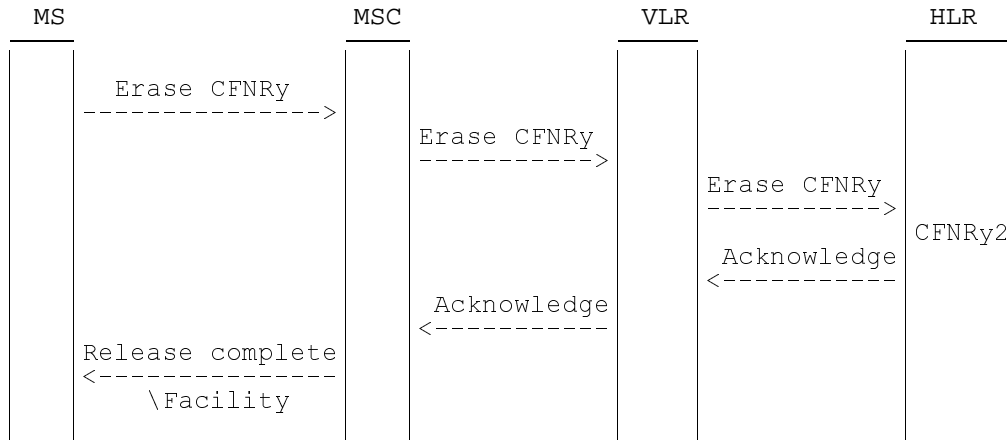 MS MSC VLR HLR
Erase CFNRy
--------------->
Erase CFNRy
----------->
Erase CFNRy
----------->
CFNRy2
Acknowledge
<-----------
Acknowledge
<-----------
Release complete
<---------------
\Facility